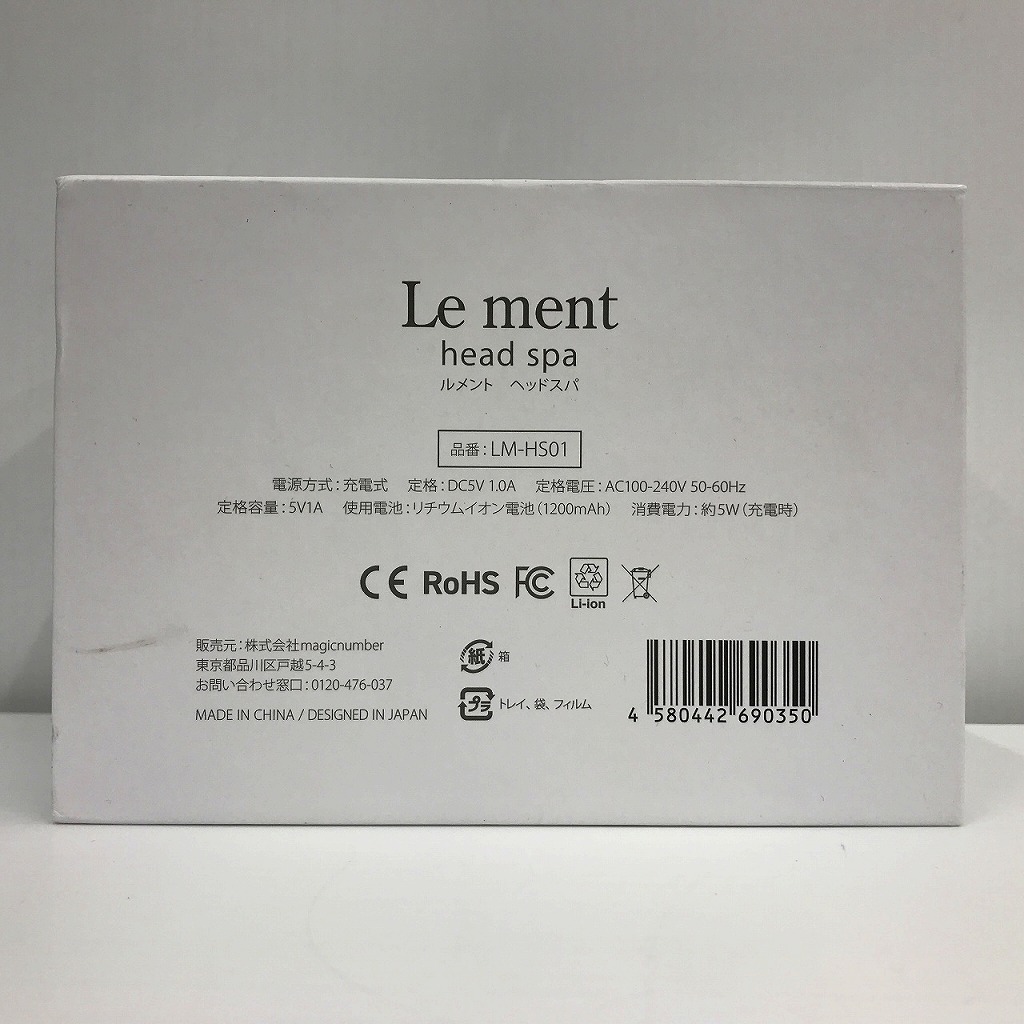 Le ment
head spa
ルメント　ヘッドスパ
品番：LM-HS01
電源方式：充電式　定格：DC5V 1.0A　定格電圧：AC100-240V 50-60Hz
定格容量：5V1A　使用電池：リチウムイオン電池（1200mAh）　消費電力：約5W（充電時）
CE RoHS FC
Li-ion
販売元：株式会社magicnumber
東京都品川区戸越5-4-3
お問い合わせ窓口：0120-476-037
MADE IN CHINA / DESIGNED IN JAPAN
紙 箱
プラ トレイ、袋、フィルム
4 580442 690350